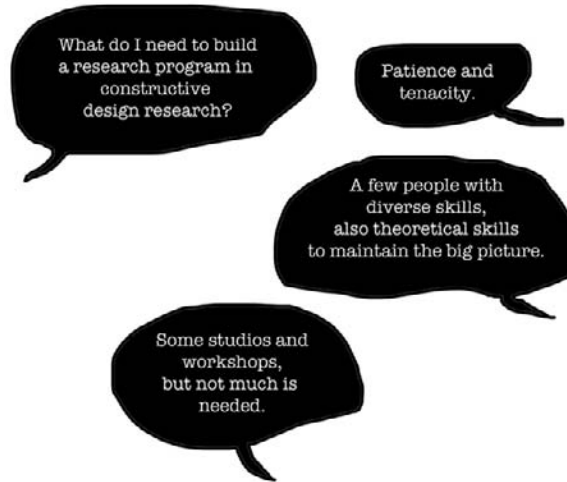 What do I need to build
a research program in
constructive
design research?
Patience and
tenacity.
A few people with
diverse skills,
also theoretical skills
to maintain the big picture.
Some studios and
workshops,
but not much is
needed.